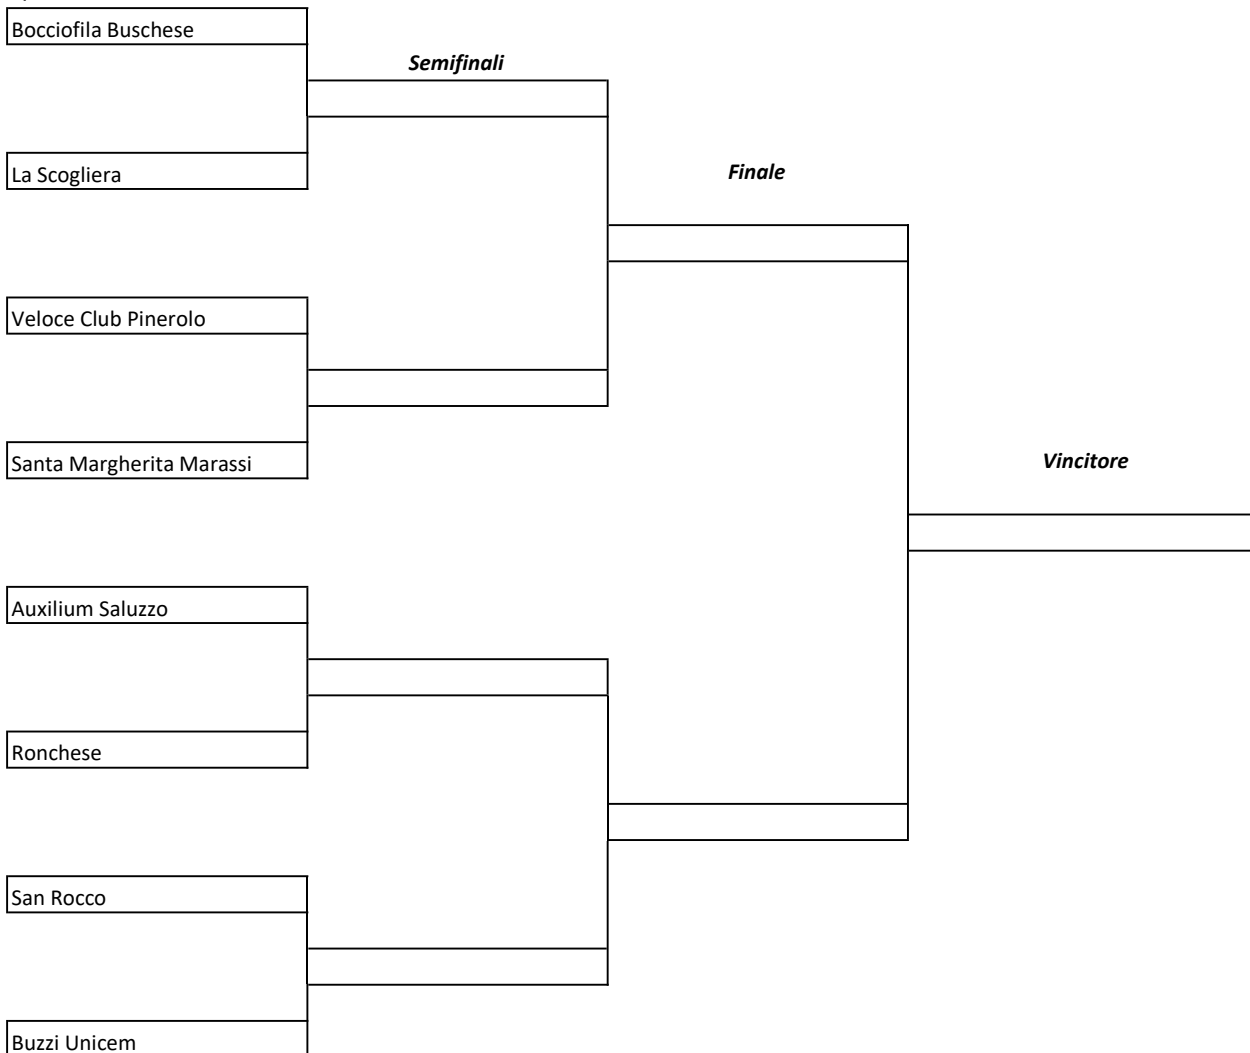 Bocciofila Buschese
Semifinali
La Scogliera
Finale
Veloce Club Pinerolo
Santa Margherita Marassi
Vincitore
Auxilium Saluzzo
Ronchese
San Rocco
Buzzi Unicem